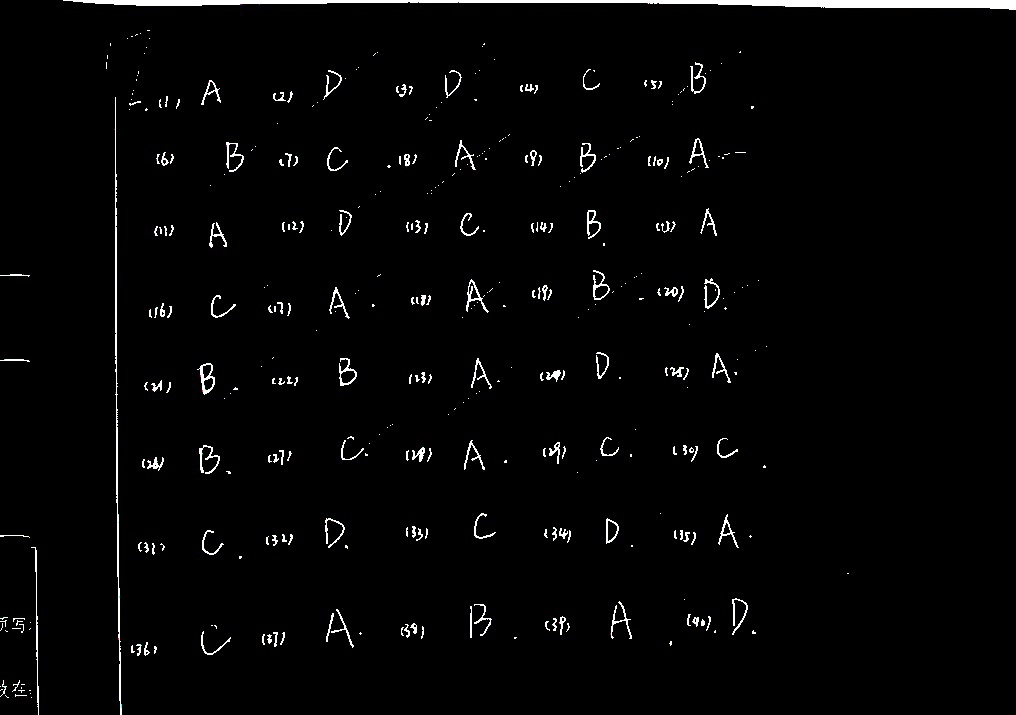 一. (1) A (2) D (3) D. (4) C (5) B.
(6) B (7) C (8) A. (9) B (10) A
(11) A (12) D (13) C. (14) B. (15) A
(16) C (17) A. (18) A. (19) B (20) D.
(21) B. (22) B (23) A. (24) D. (25) A.
(26) B. (27) C. (28) A. (29) C. (30) C.
(31) C. (32) D. (33) C (34) D. (35) A.
(36) C (37) A. (38) B. (39) A. (40). D.
写:
在: